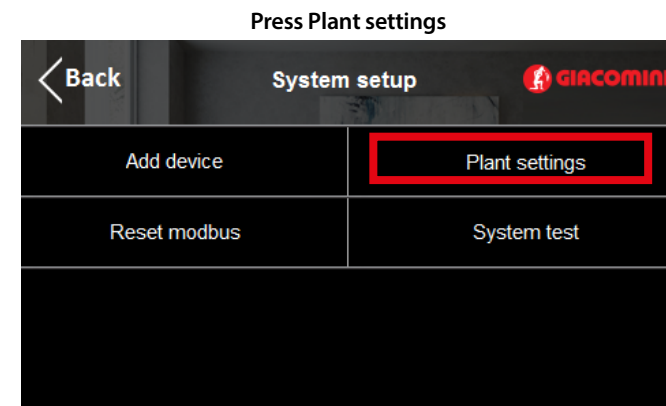 Press Plant settings
Back System setup GIACOMINI
Add device Plant settings
Reset modbus System test